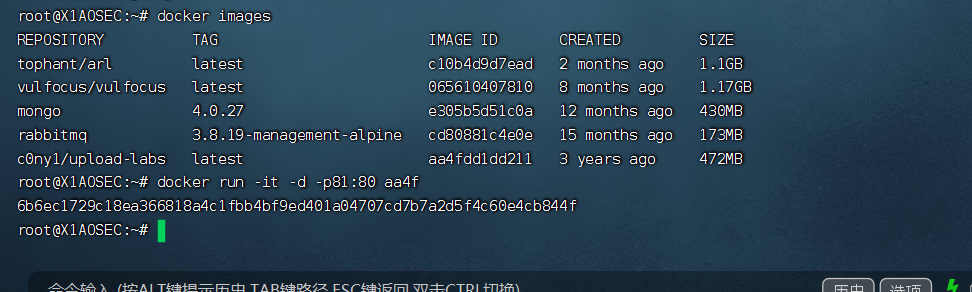 root@X1AOSEC:~# docker images
REPOSITORY TAG IMAGE ID CREATED SIZE
tophant/arl latest c10b4d9d7ead 2 months ago 1.1GB
vulfocus/vulfocus latest 065610407810 8 months ago 1.17GB
mongo 4.0.27 e305b5d51c0a 12 months ago 430MB
rabbitmq 3.8.19-management-alpine cd80881c4e0e 15 months ago 173MB
c0ny1/upload-labs latest aa4fdd1dd211 3 years ago 472MB
root@X1AOSEC:~# docker run -it -d -p81:80 aa4f
6b6ec1729c18ea366818a4c1fbb4bf9ed401a04707cd7b7a2d5f4c60e4cb844f
root@X1AOSEC:~#
命令输入 (按ALT键提示历史,TAB键路径,ESC键返回,双击CTRL切换) 历史 选项